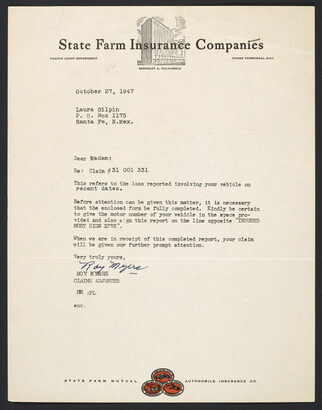 State Farm Insurance Companies
PACIFIC COAST DEPARTMENT
BERKELEY 4, CALIFORNIA
October 27, 1947
Laura Gilpin
P. O. Box 1173
Santa Fe, N.Mex.
Dear Madam:
Re: Claim #31 001 331
This refers to the loss reported involving your vehicle on
recent dates.
Before attention can be given this matter, it is necessary
that the enclosed form be fully completed. Kindly be certain
to give the motor number of your vehicle in the space pro-
vided and also sign this report on the line opposite "INSURED
MUST SIGN HERE".
When we are in receipt of this completed report, your claim
will be given our further prompt attention.
Very truly yours,
Roy Myers
ROY MYERS
CLAIMS ADJUSTER
enc.
STATE FARM MUTUAL AUTOMOBILE INSURANCE CO.